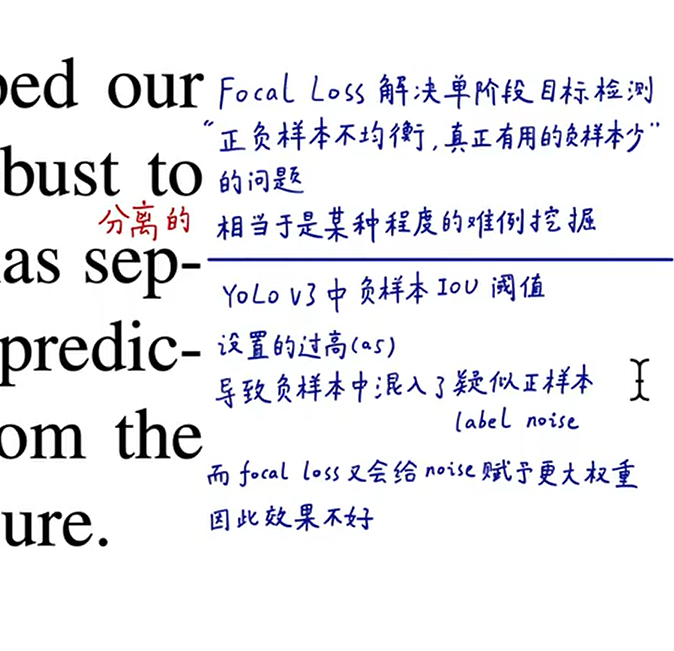 ped our
bust to
分离的
as sep-
predic-
om the
ure.
Focal Loss 解决单阶段目标检测
“正负样本不均衡,真正有用的负样本少”
的问题
相当于是某种程度的难例挖掘
YOLO v3 中 负样本 IOU 阈值
设置的过高(0.5)
导致负样本中混入了疑似正样本
label noise
而 focal loss 又会给 noise 赋予更大权重
因此效果不好